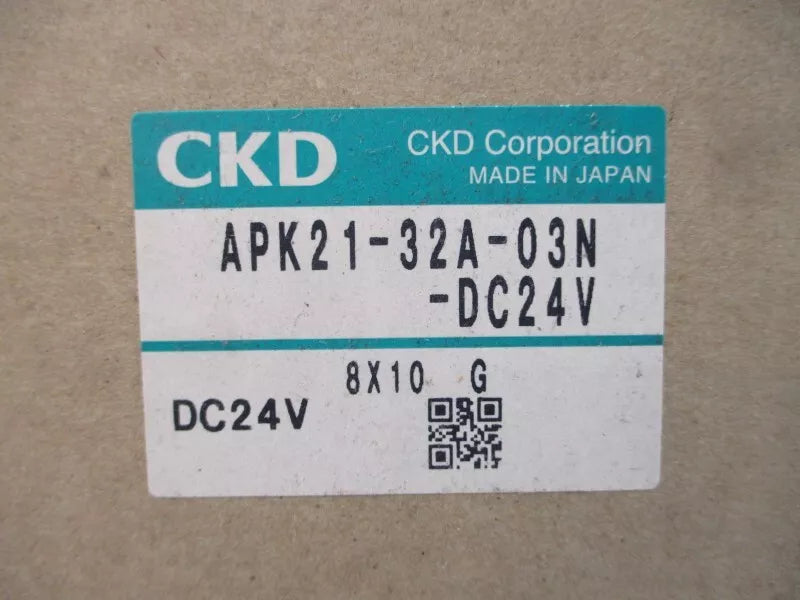 CKD
CKD Corporation
MADE IN JAPAN
APK21-32A-03N
-DC24V
8X10 G
DC24V